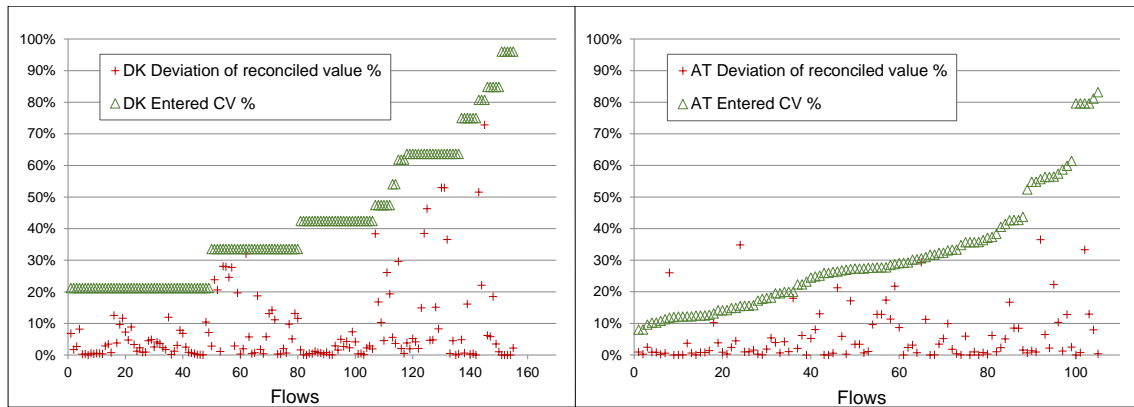 100%
90%
80%
70%
60%
50%
40%
30%
20%
10%
0%
DK Deviation of reconciled value %
DK Entered CV %
0 20 40 60 80 100 120 140 160
Flows
100%
90%
80%
70%
60%
50%
40%
30%
20%
10%
0%
AT Deviation of reconciled value %
AT Entered CV %
0 20 40 60 80 100
Flows